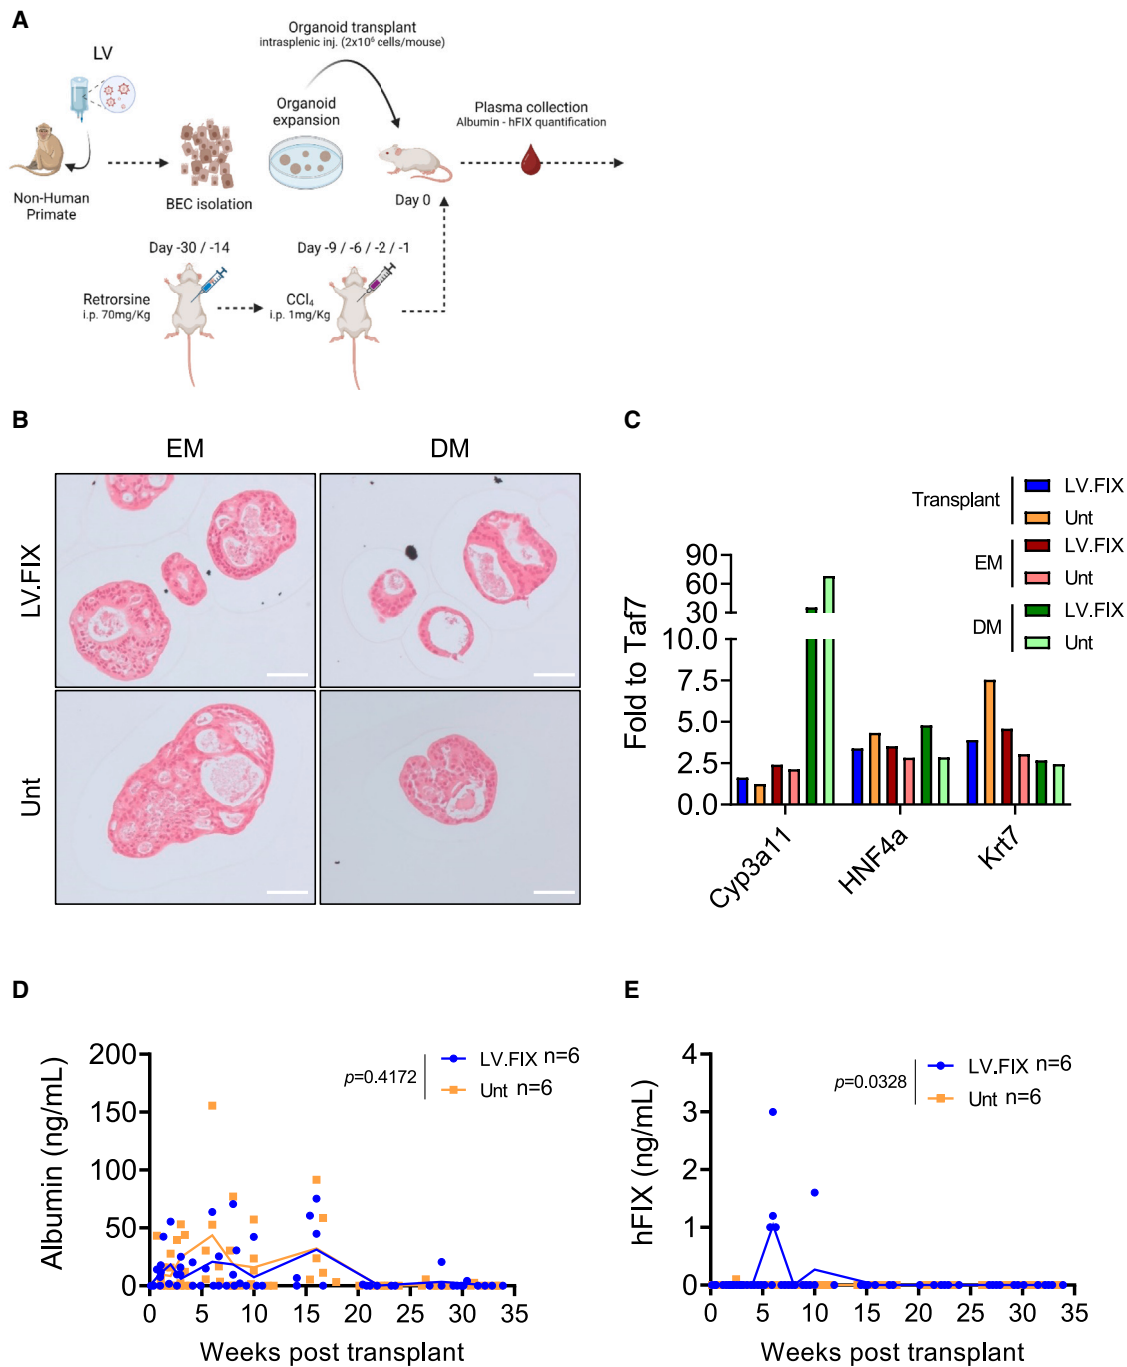 A
Organoid transplant
intrasplenic inj. (2x10⁶ cells/mouse)
LV
Organoid
expansion
Plasma collection
Albumin - hFIX quantification
Non-Human
Primate
BEC isolation
Day 0
Day -30 / -14
Day -9 / -6 / -2 / -1
Retrorsine
i.p. 70mg/Kg
CCl₄
i.p. 1mg/Kg
B
EM
DM
LV.FIX
Unt
C
Transplant
LV.FIX
Unt
EM
LV.FIX
Unt
DM
LV.FIX
Unt
Fold to Taf7
90
60
30
10.0
7.5
5.0
2.5
0.0
Cyp3a11
HNF4a
Krt7
D
Albumin (ng/mL)
200
150
100
50
0
p=0.4172
LV.FIX n=6
Unt n=6
0 5 10 15 20 25 30 35
Weeks post transplant
E
hFIX (ng/mL)
4
3
2
1
0
p=0.0328
LV.FIX n=6
Unt n=6
0 5 10 15 20 25 30 35
Weeks post transplant